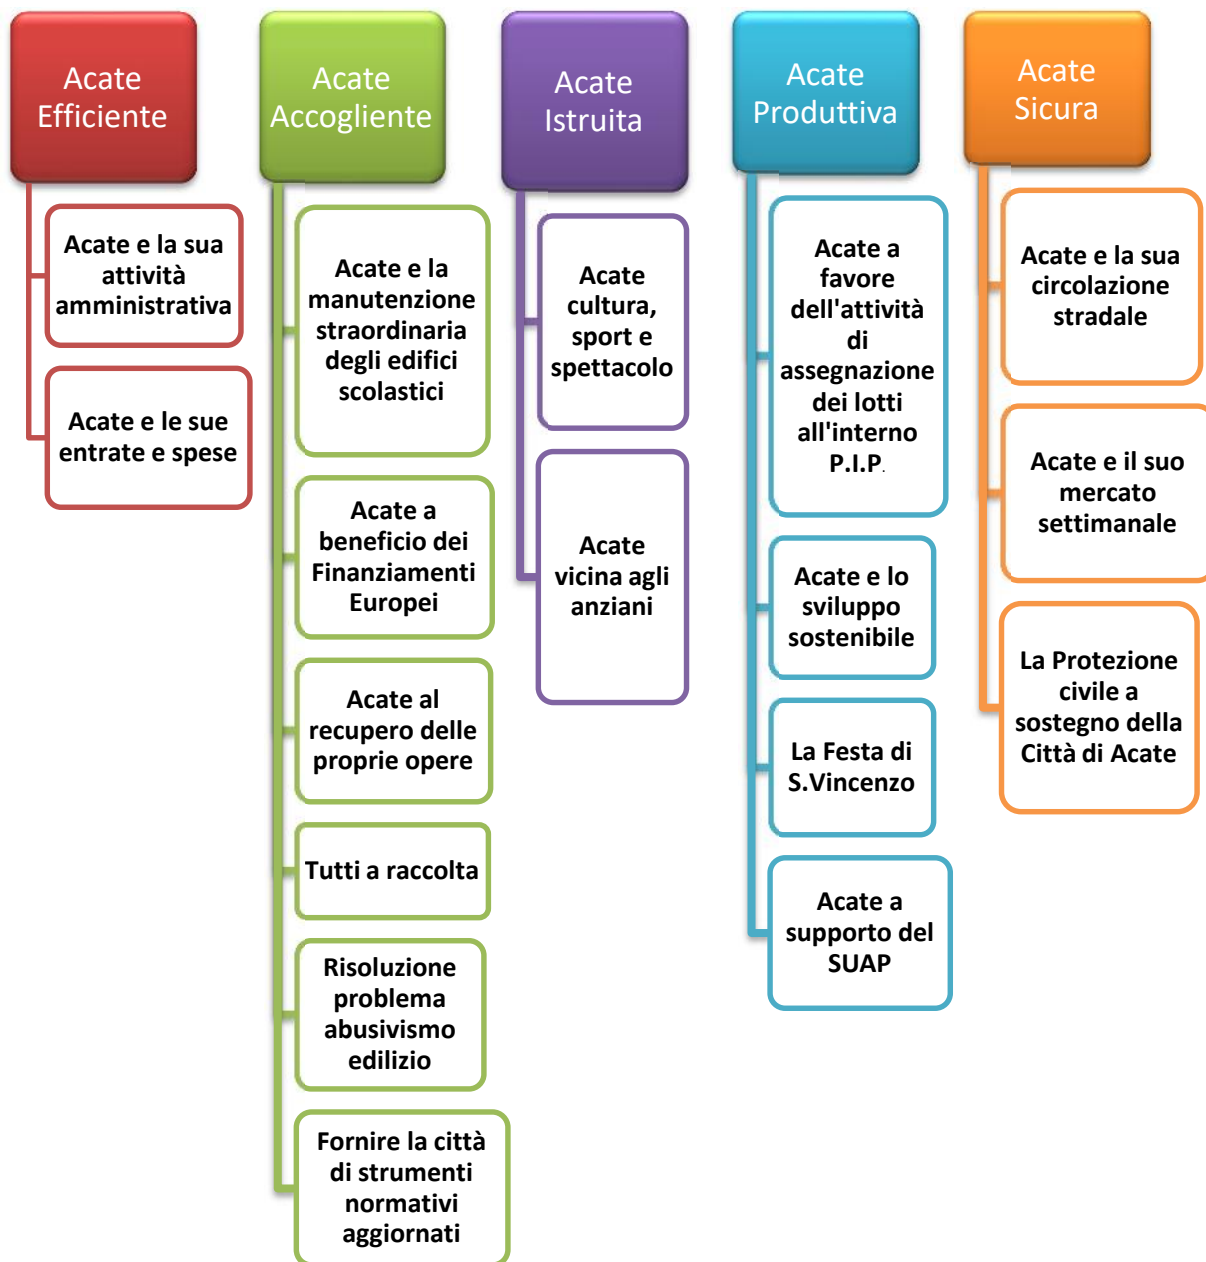 Acate
Efficiente
Acate e la sua
attività
amministrativa
Acate e le sue
entrate e spese
Acate
Accogliente
Acate e la
manutenzione
straordinaria
degli edifici
scolastici
Acate a
beneficio dei
Finanziamenti
Europei
Acate al
recupero delle
proprie opere
Tutti a raccolta
Risoluzione
problema
abusivismo
edilizio
Fornire la città
di strumenti
normativi
aggiornati
Acate
Istruita
Acate
cultura,
sport e
spettacolo
Acate
vicina agli
anziani
Acate
Produttiva
Acate a
favore
dell'attività
di
assegnazione
dei lotti
all'interno
P.I.P.
Acate e lo
sviluppo
sostenibile
La Festa di
S.Vincenzo
Acate a
supporto del
SUAP
Acate
Sicura
Acate e la sua
circolazione
stradale
Acate e il suo
mercato
settimanale
La Protezione
civile a
sostegno della
Città di Acate